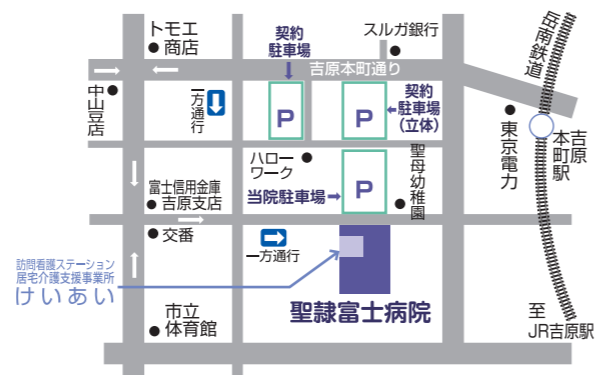 トモエ
商店
契約
駐車場
スルガ銀行
岳南鉄道
吉原本町通り
中山豆店
一方通行
P
P
契約
駐車場
(立体)
東京電力
吉原
本町駅
ハロー
ワーク
聖母幼稚園
富士信用金庫
吉原支店
当院駐車場
P
交番
一方通行
訪問看護ステーション
居宅介護支援事業所
けいあい
市立
体育館
聖隷富士病院
至
JR吉原駅